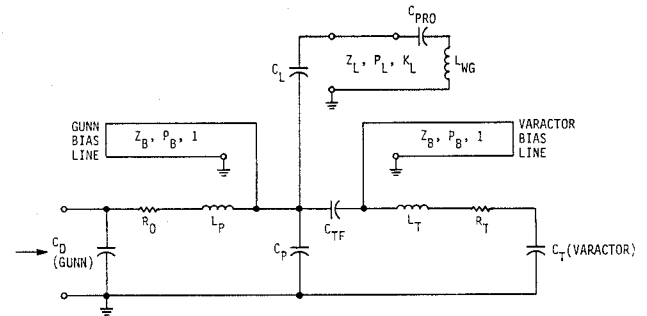 C_PRO
C_L
Z_L, P_L, K_L
L_WG
GUNN
BIAS
LINE
Z_B, P_B, 1
Z_B, P_B, 1
VARACTOR
BIAS
LINE
R_D
L_P
C_TF
L_T
R_T
C_D
(GUNN)
C_P
C_T(VARACTOR)